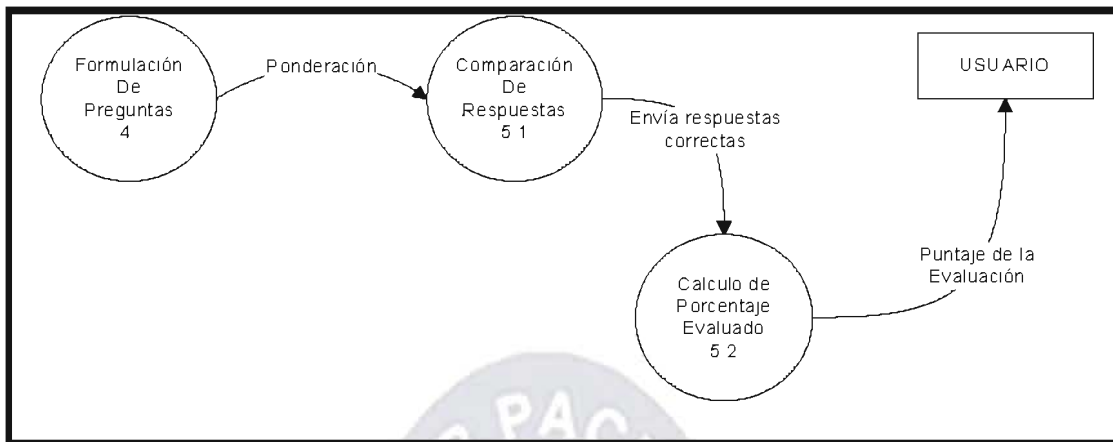 Formulación
De
Preguntas
4
Ponderación
Comparación
De
Respuestas
5 1
Envía respuestas
correctas
Calculo de
Porcentaje
Evaluado
5 2
Puntaje de la
Evaluación
USUARIO